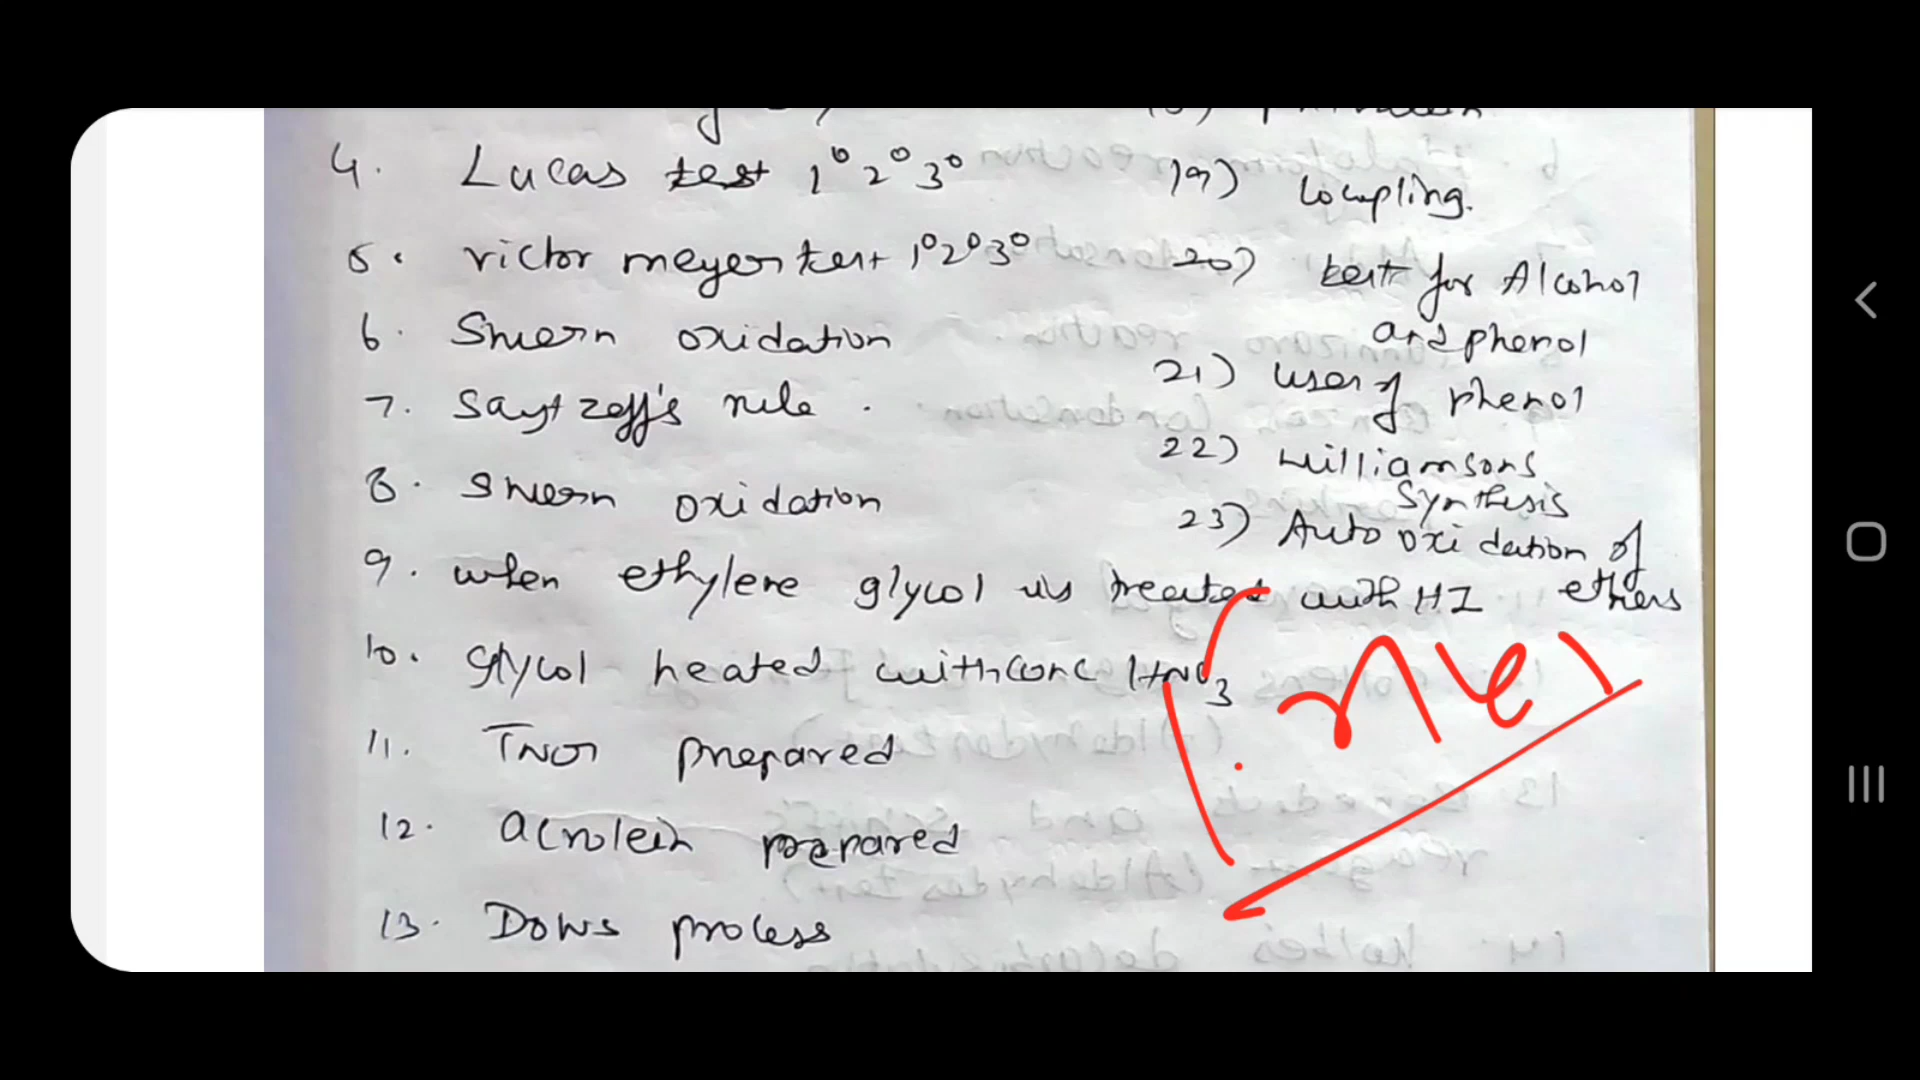 4. Lucas test 1° 2° 3°
5. victor meyer test 1° 2° 3°
6. Swern oxidation
7. Saytzeff's rule.
8. Swern oxidation
9. when ethylene glycol is treated with HI
10. Glycol heated with conc HNO3
11. prepared
12. acrolein prepared
13. Dows process
19) Coupling.
20) test for Alcohol
and phenol
21) uses of phenol
22) williamsons
Synthesis
23) Auto oxidation of
ethers